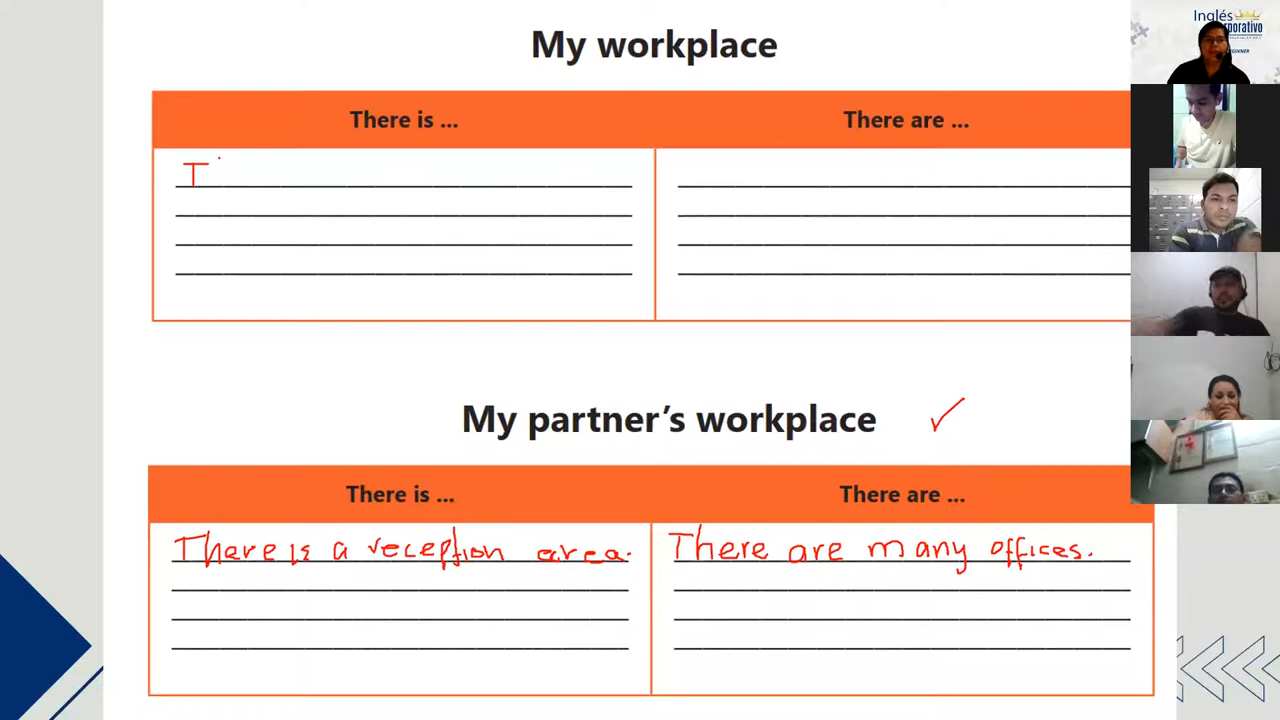 Inglés
My workplace
There is ...
There are ...
T
My partner's workplace
There is ...
There are ...
There is a reception area.
There are many offices.